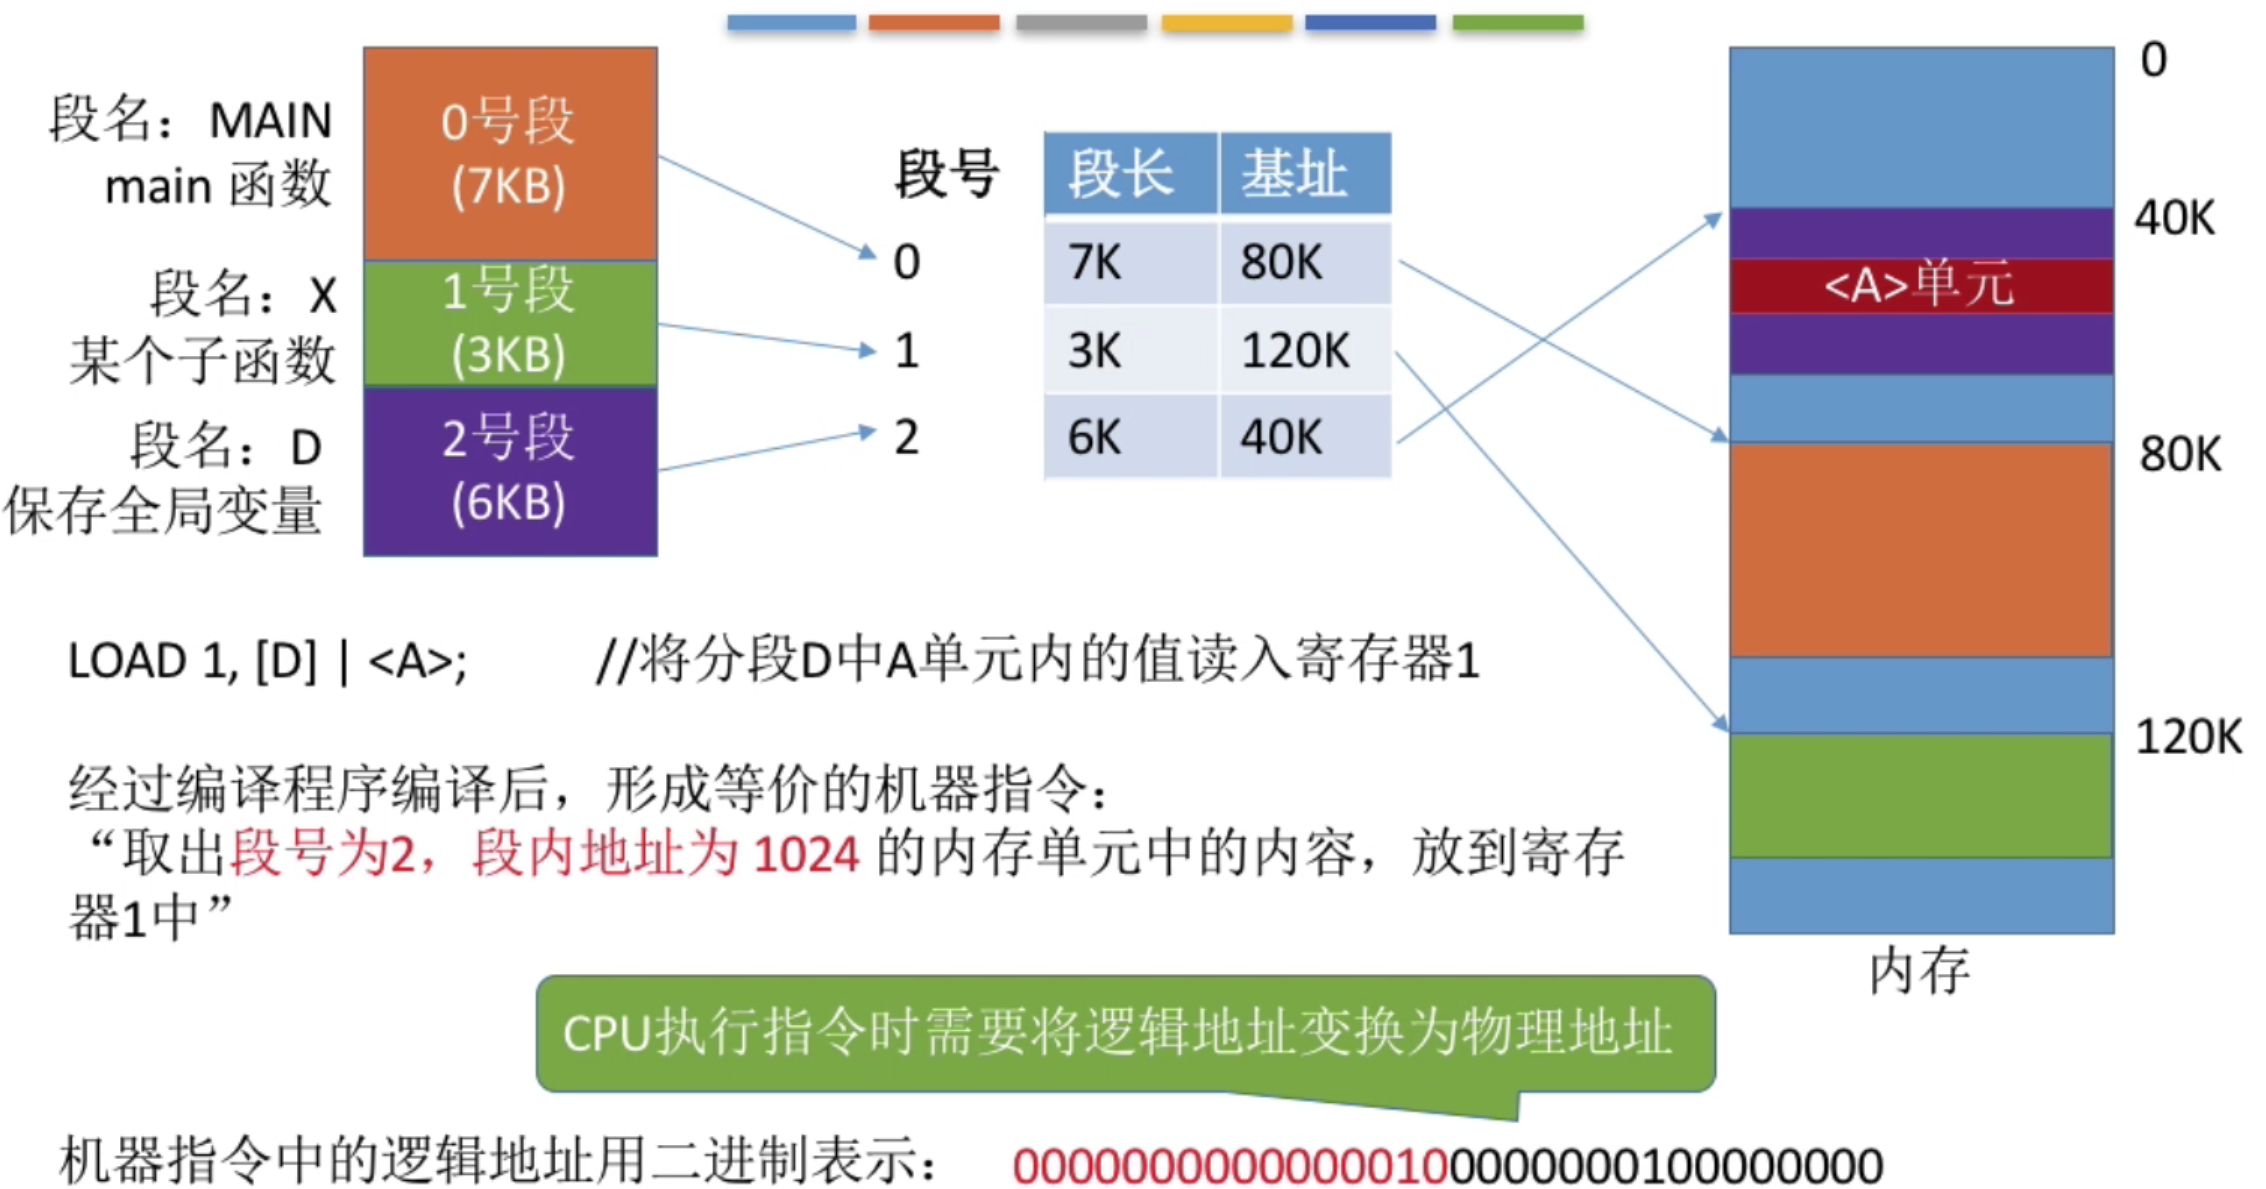 段名：MAIN
main 函数
0号段
(7KB)
段名：X
某个子函数
1号段
(3KB)
段名：D
保存全局变量
2号段
(6KB)
段号 段长 基址
0 7K 80K
1 3K 120K
2 6K 40K
0
40K
<A>单元
80K
120K
内存
LOAD 1, [D] | <A>; //将分段D中A单元内的值读入寄存器1
经过编译程序编译后，形成等价的机器指令：
“取出段号为2，段内地址为 1024 的内存单元中的内容，放到寄存
器1中”
CPU执行指令时需要将逻辑地址变换为物理地址
机器指令中的逻辑地址用二进制表示： 00000000000000100000000100000000